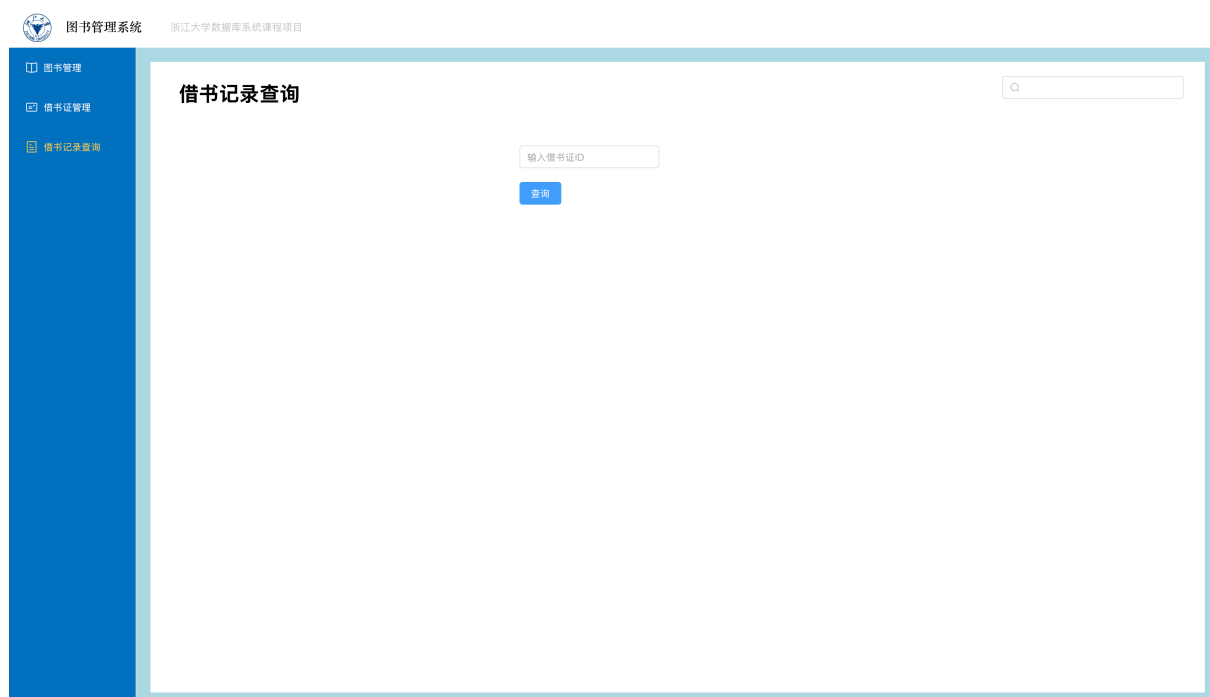 图书管理系统 浙江大学数据库系统课程项目
图书管理
借书证管理
借书记录查询
借书记录查询
输入借书证ID
查询